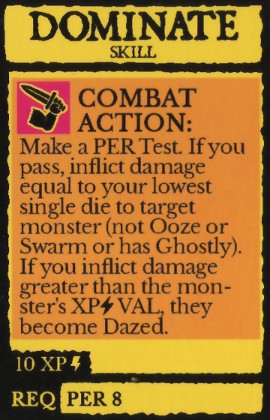 DOMINATE
SKILL
COMBAT
ACTION:
Make a PER Test. If you
pass, inflict damage
equal to your lowest
single die to target
monster (not Ooze or
Swarm or has Ghostly).
If you inflict damage
greater than the mon-
ster's XP⚡VAL, they
become Dazed.
10 XP⚡
REQ PER 8